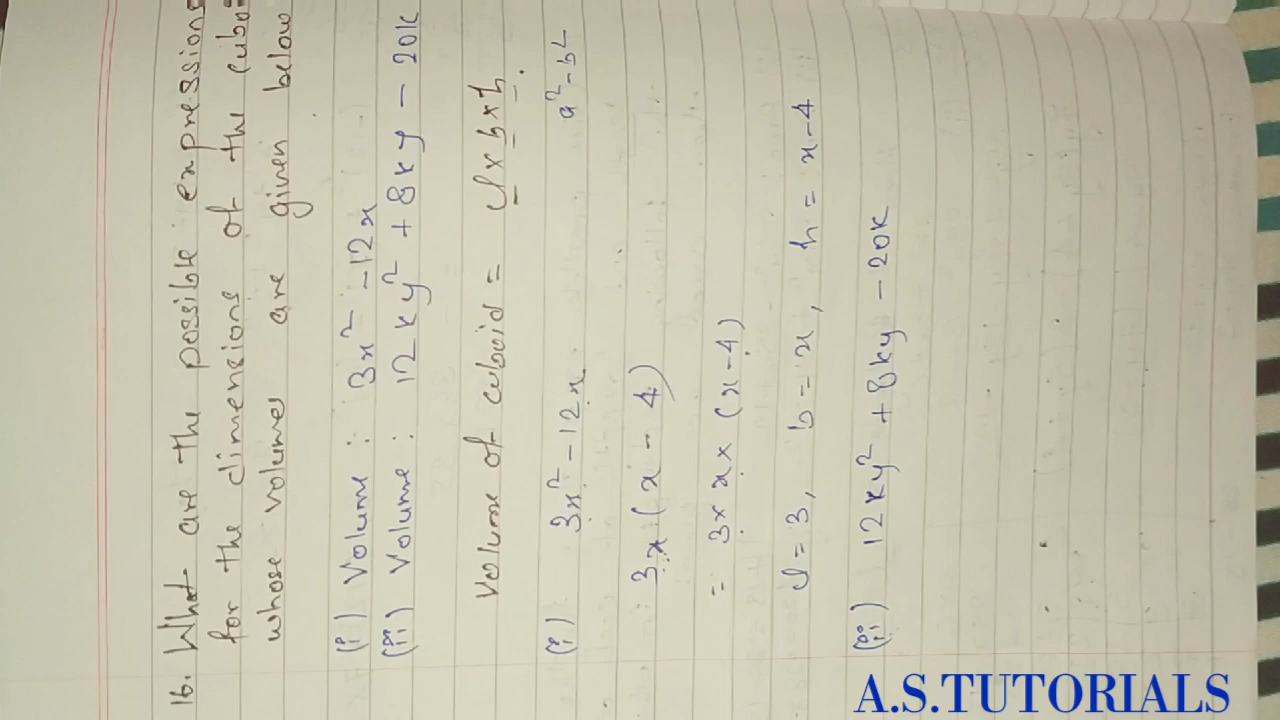 16. What are the possible expressions
for the dimensions of the cubo
whose volumes are given below
(i) Volume : 3x² - 12x
(ii) Volume : 12ky² + 8ky - 20k
Volume of cuboid = l × b × h.
(i) 3x² - 12x a² - b²
3x(x - 4)
= 3 × x × (x - 4)
l = 3, b = x, h = x - 4
(ii) 12ky² + 8ky - 20k
A.S.TUTORIALS